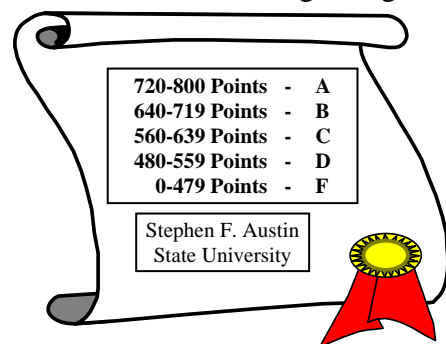 720-800 Points - A
640-719 Points - B
560-639 Points - C
480-559 Points - D
0-479 Points - F
Stephen F. Austin
State University